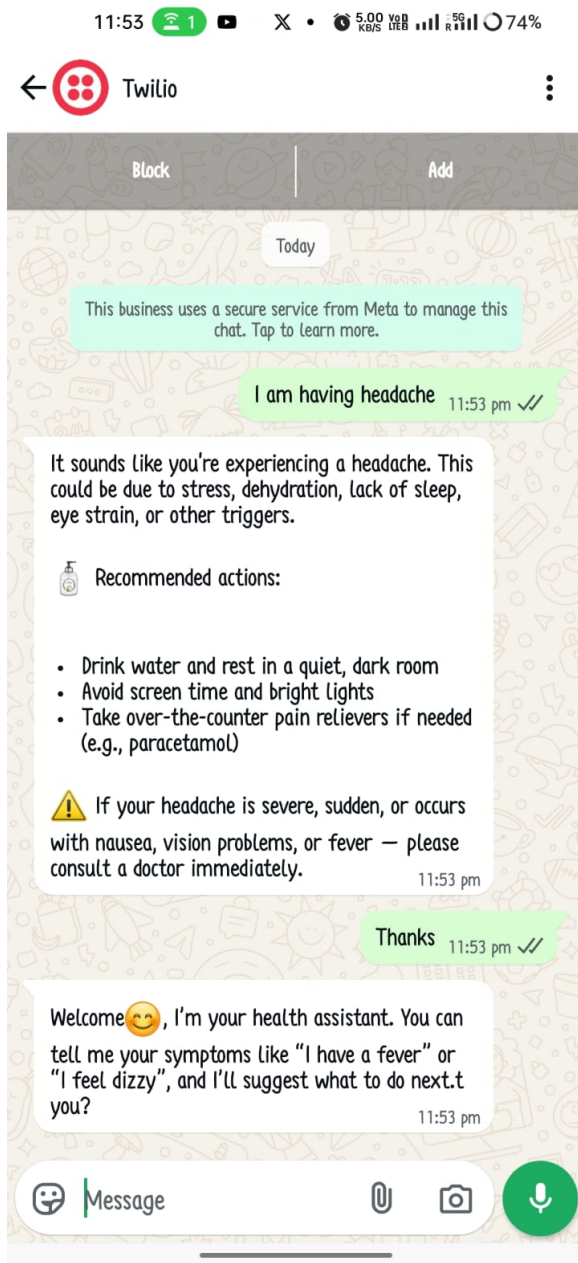 11:53 1 X • 5.00 KB/S VoB LTEB 5G R 74%
Twilio
Block Add
Today
This business uses a secure service from Meta to manage this
chat. Tap to learn more.
I am having headache 11:53 pm
It sounds like you're experiencing a headache. This
could be due to stress, dehydration, lack of sleep,
eye strain, or other triggers.
Recommended actions:
• Drink water and rest in a quiet, dark room
• Avoid screen time and bright lights
• Take over-the-counter pain relievers if needed
(e.g., paracetamol)
⚠️ If your headache is severe, sudden, or occurs
with nausea, vision problems, or fever — please
consult a doctor immediately.
11:53 pm
Thanks 11:53 pm
Welcome😊, I'm your health assistant. You can
tell me your symptoms like “I have a fever” or
“I feel dizzy”, and I'll suggest what to do next.t
you?
11:53 pm
Message